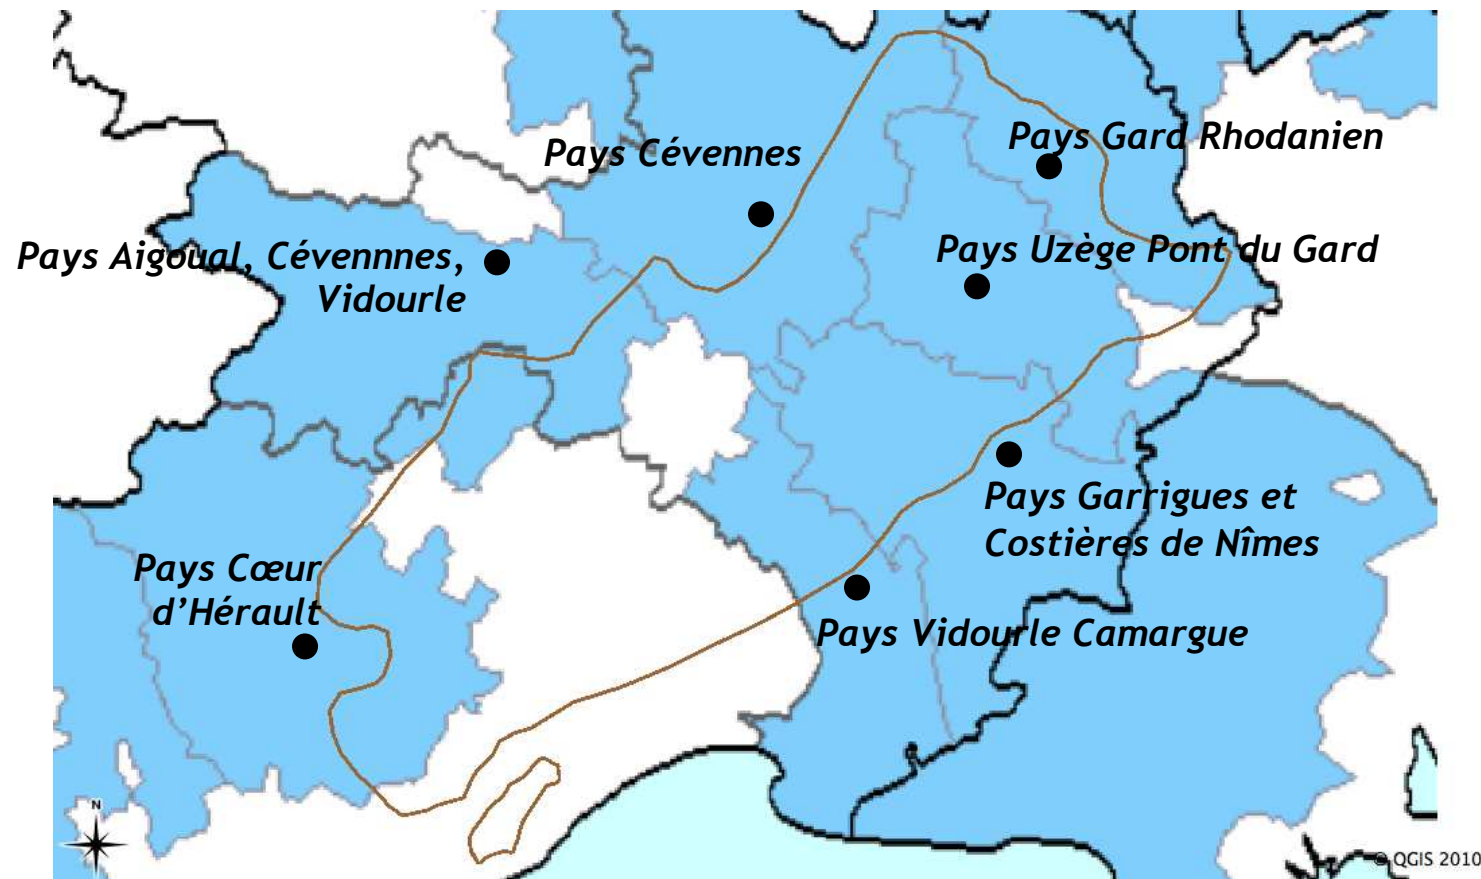 Pays Gard Rhodanien
Pays Cévennes
Pays Uzège Pont du Gard
Pays Aigoual, Cévennnes,
Vidourle
Pays Garrigues et
Costières de Nîmes
Pays Cœur
d’Hérault
Pays Vidourle Camargue
N
© QGIS 2010